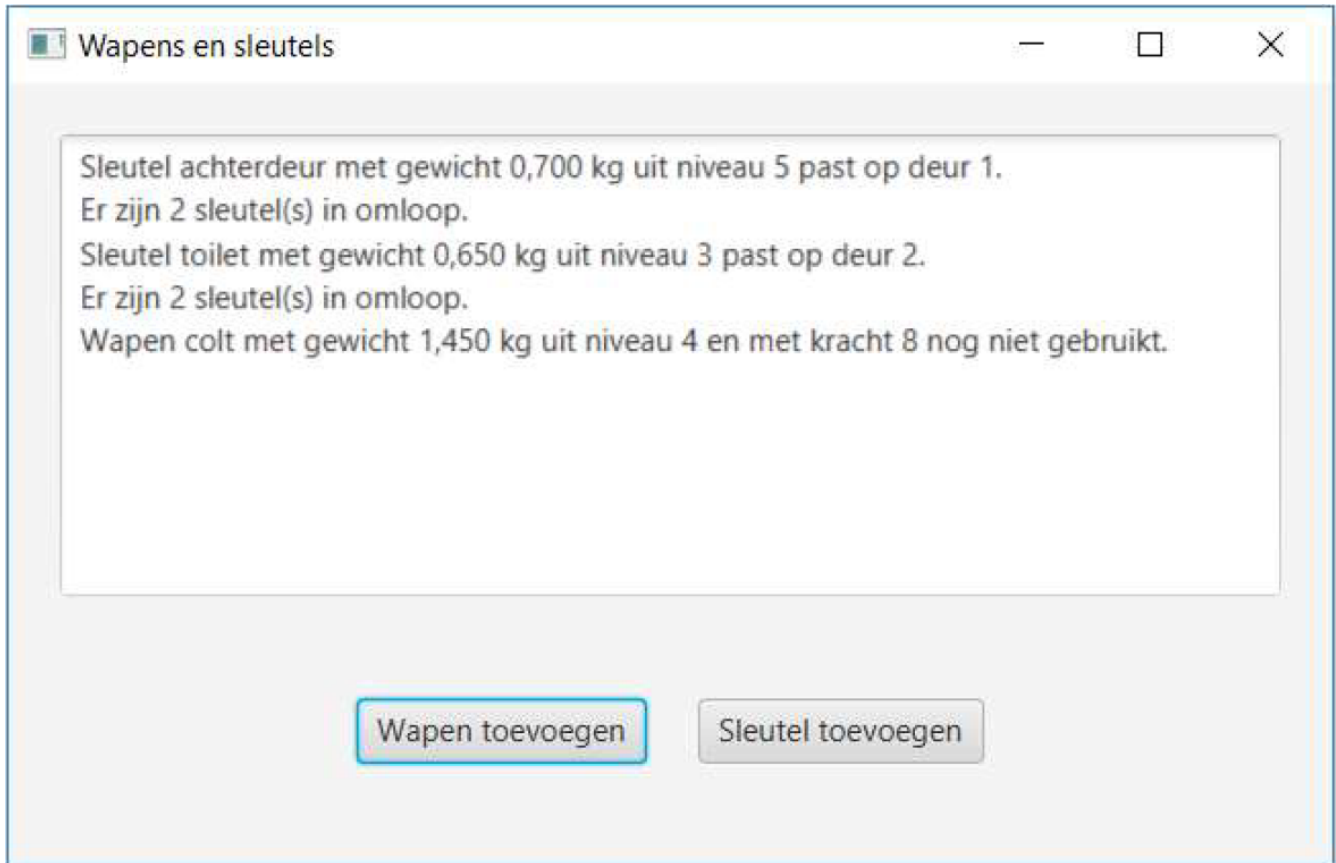 Wapens en sleutels
Sleutel achterdeur met gewicht 0,700 kg uit niveau 5 past op deur 1.
Er zijn 2 sleutel(s) in omloop.
Sleutel toilet met gewicht 0,650 kg uit niveau 3 past op deur 2.
Er zijn 2 sleutel(s) in omloop.
Wapen colt met gewicht 1,450 kg uit niveau 4 en met kracht 8 nog niet gebruikt.
Wapen toevoegen
Sleutel toevoegen